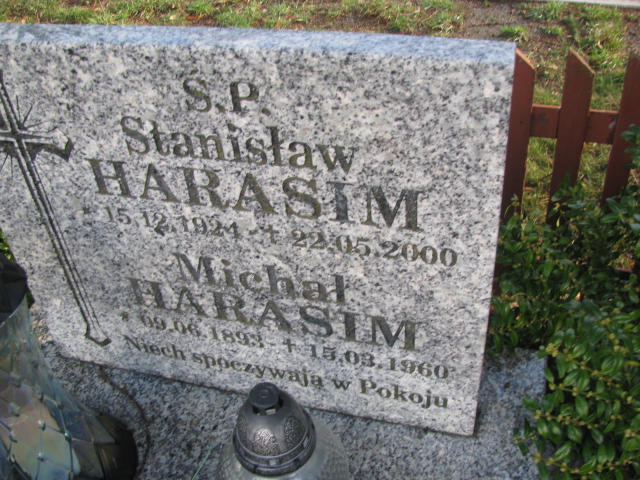 Ś.P.
Stanisław
HARASIM
* 15.12.1924 + 22.05.2000
Michał
HARASIM
* 09.06.1893 + 15.03.1960
Niech spoczywają w Pokoju